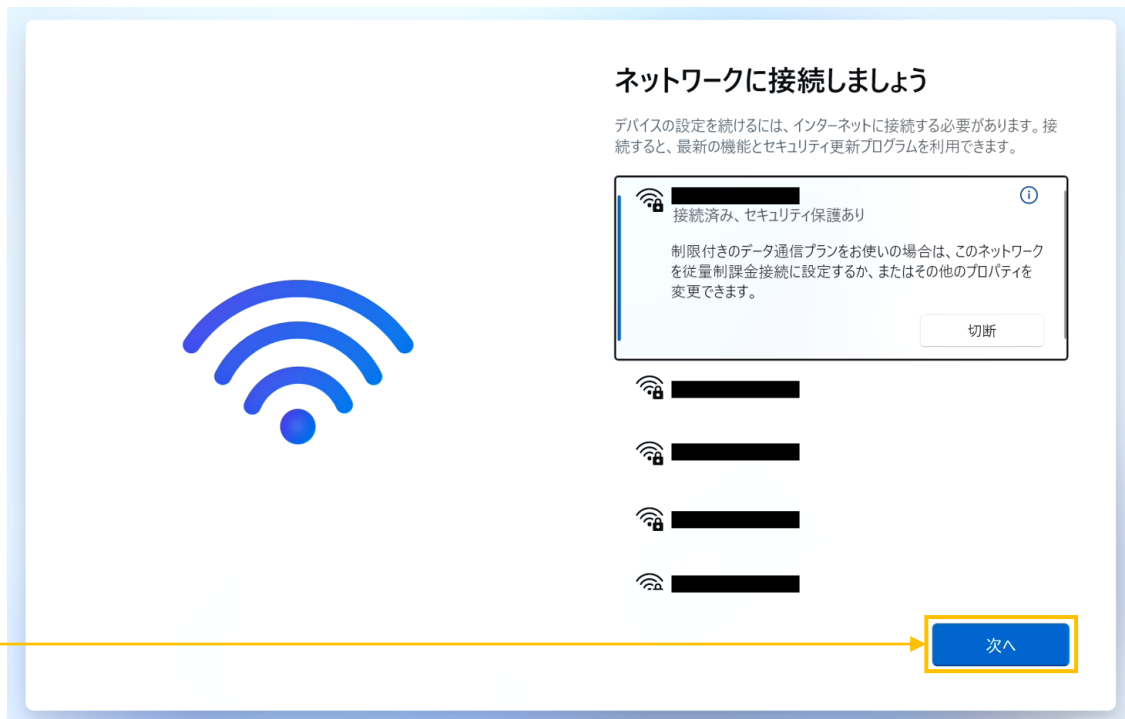 ネットワークに接続しましょう
デバイスの設定を続けるには、インターネットに接続する必要があります。接
続すると、最新の機能とセキュリティ更新プログラムを利用できます。
接続済み、セキュリティ保護あり
制限付きのデータ通信プランをお使いの場合は、このネットワーク
を従量制課金接続に設定するか、またはその他のプロパティを
変更できます。
切断
次へ